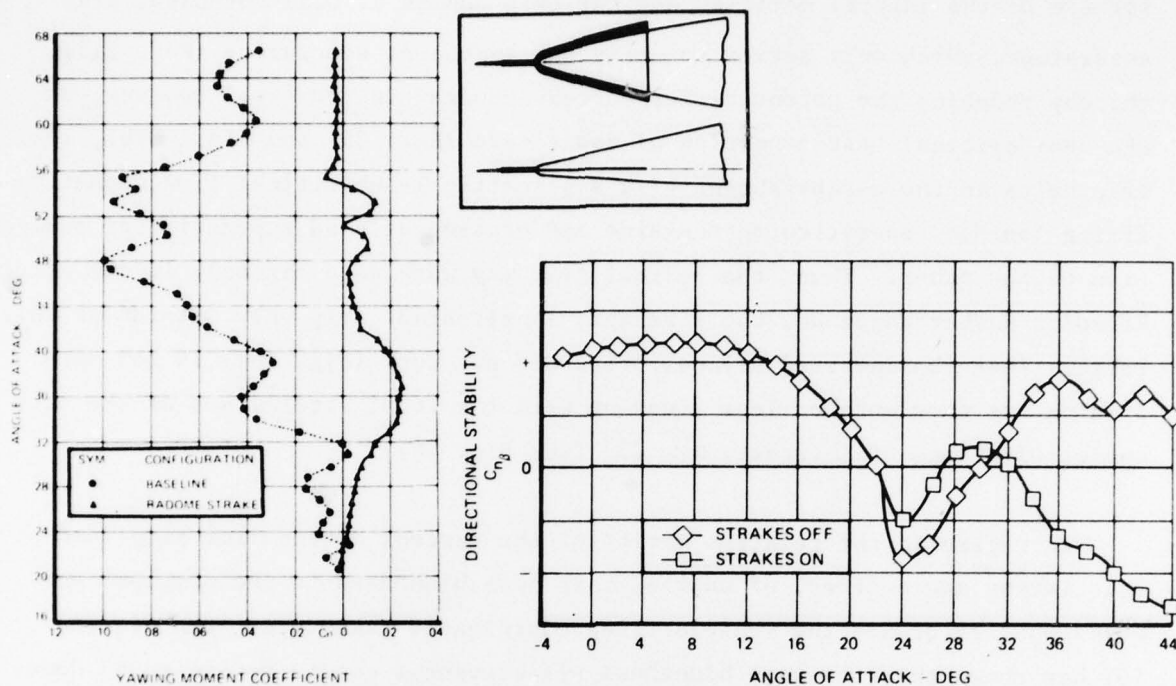 68
64
60
56
52
48
44
40
36
32
28
24
20
16
ANGLE OF ATTACK DEG
SYM CONFIGURATION
BASELINE
RADOME STRAKE
12 10 08 06 04 02 Cn 0 02 04
YAWING MOMENT COEFFICIENT
DIRECTIONAL STABILITY
Cnβ
+
0
−
STRAKES OFF
STRAKES ON
-4 0 4 8 12 16 20 24 28 32 36 40 44
ANGLE OF ATTACK - DEG